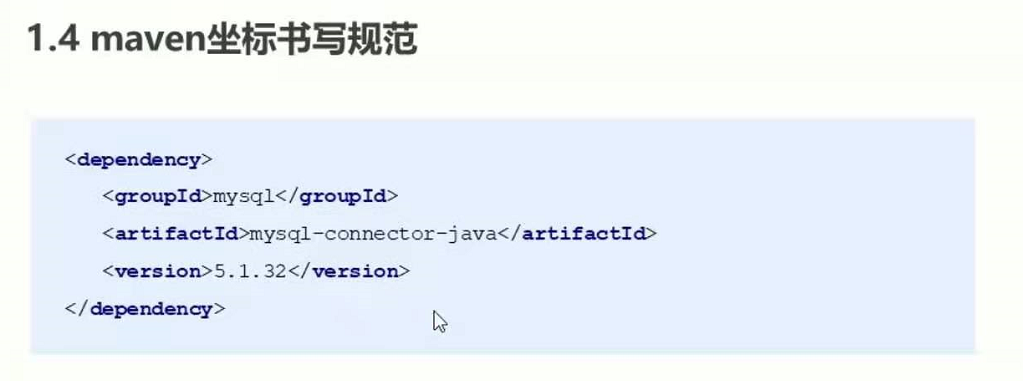 1.4 maven坐标书写规范
<dependency>
<groupId>mysql</groupId>
<artifactId>mysql-connector-java</artifactId>
<version>5.1.32</version>
</dependency>